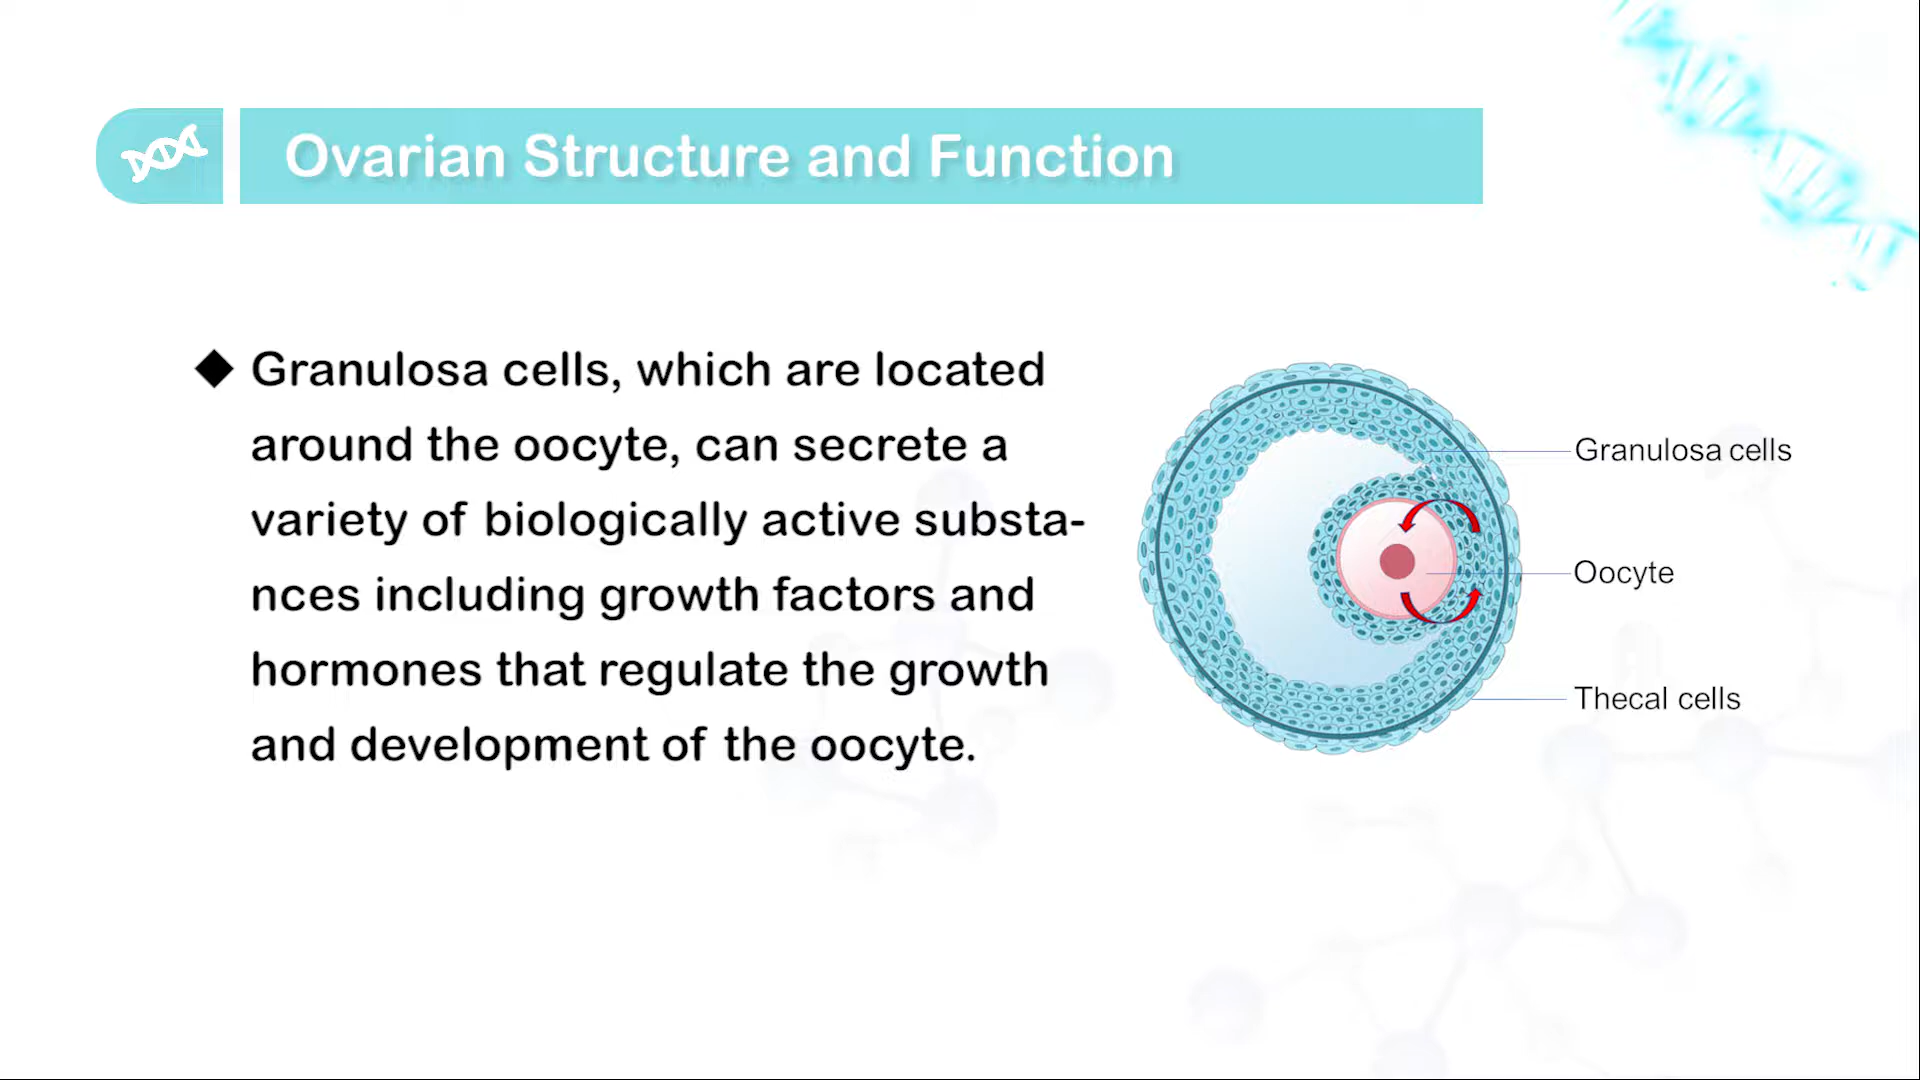 Ovarian Structure and Function
◆ Granulosa cells, which are located
around the oocyte, can secrete a
variety of biologically active substa-
nces including growth factors and
hormones that regulate the growth
and development of the oocyte.
Granulosa cells
Oocyte
Thecal cells